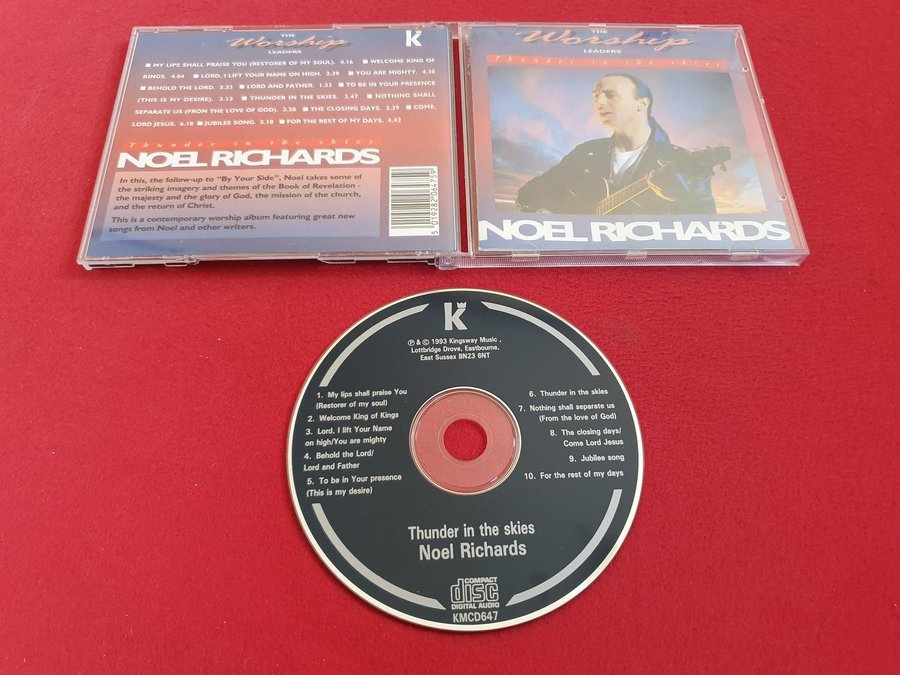 THE
Worship
LEADERS
K
■ MY LIPS SHALL PRAISE YOU (RESTORER OF MY SOUL). 4.16 ■ WELCOME KING OF
KINGS. 4.04 ■ LORD, I LIFT YOUR NAME ON HIGH. 2.39 ■ YOU ARE MIGHTY. 4.30
■ BEHOLD THE LORD. 3.33 ■ LORD AND FATHER. 1.33 ■ TO BE IN YOUR PRESENCE
(THIS IS MY DESIRE). 3.13 ■ THUNDER IN THE SKIES. 3.47 ■ NOTHING SHALL
SEPARATE US (FROM THE LOVE OF GOD). 3.58 ■ THE CLOSING DAYS. 2.29 ■ COME,
LORD JESUS. 6.18 ■ JUBILEE SONG. 3.18 ■ FOR THE REST OF MY DAYS. 4.42
Thunder in the skies
NOEL RICHARDS
In this, the follow-up to "By Your Side", Noel takes some of
the striking imagery and themes of the Book of Revelation -
the majesty and the glory of God, the mission of the church,
and the return of Christ.
This is a contemporary worship album featuring great new
songs from Noel and other writers.
5 019282 064759
THE
Worship
LEADERS
Thunder in the skies
NOEL RICHARDS
K
℗ & © 1993 Kingsway Music ,
Lottbridge Drove, Eastbourne,
East Sussex BN23 6NT
1. My lips shall praise You
(Restorer of my soul)
2. Welcome King of Kings
3. Lord, I lift Your Name
on high/You are mighty
4. Behold the Lord/
Lord and Father
5. To be in Your presence
(This is my desire)
6. Thunder in the skies
7. Nothing shall separate us
(From the love of God)
8. The closing days/
Come Lord Jesus
9. Jubilee song
10. For the rest of my days
Thunder in the skies
Noel Richards
COMPACT
disc
DIGITAL AUDIO
KMCD647